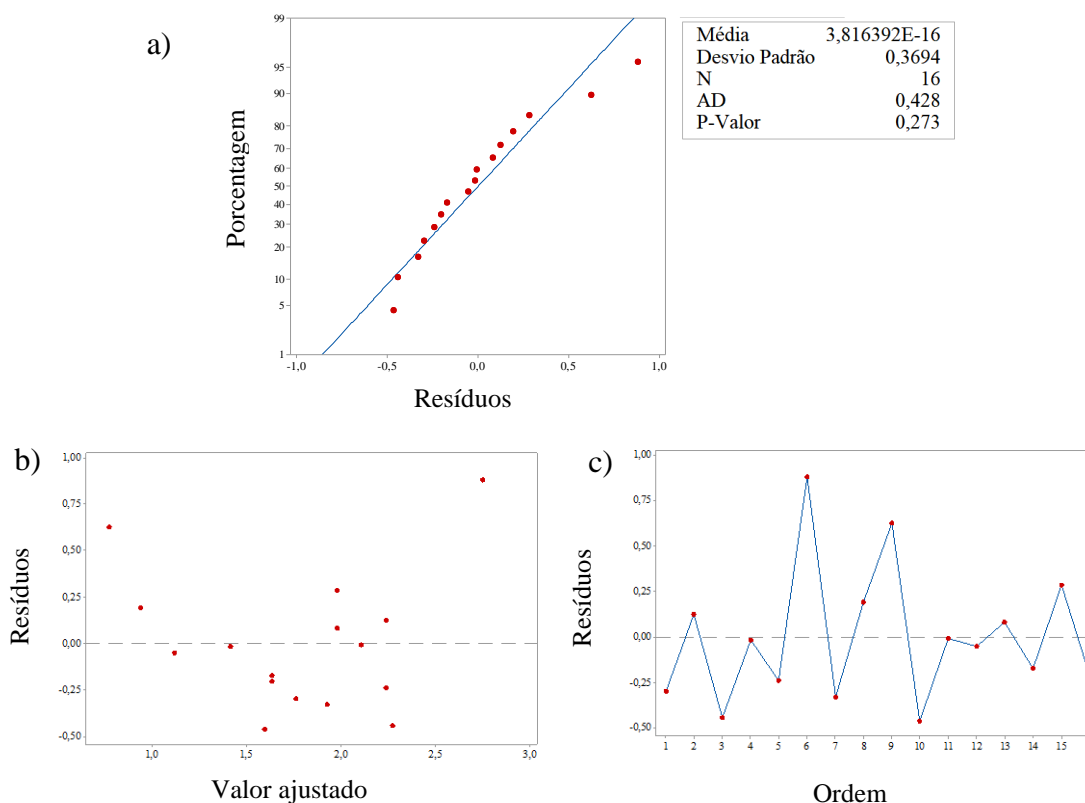 a)
Porcentagem
99
95
90
80
70
60
50
40
30
20
10
5
1
-1,0 -0,5 0,0 0,5 1,0
Resíduos
Média 3,816392E-16
Desvio Padrão 0,3694
N 16
AD 0,428
P-Valor 0,273
b)
Resíduos
1,00
0,75
0,50
0,25
0,00
-0,25
-0,50
1,0 1,5 2,0 2,5 3,0
Valor ajustado
c)
Resíduos
1,00
0,75
0,50
0,25
0,00
-0,25
-0,50
1 2 3 4 5 6 7 8 9 10 11 12 13 14 15
Ordem